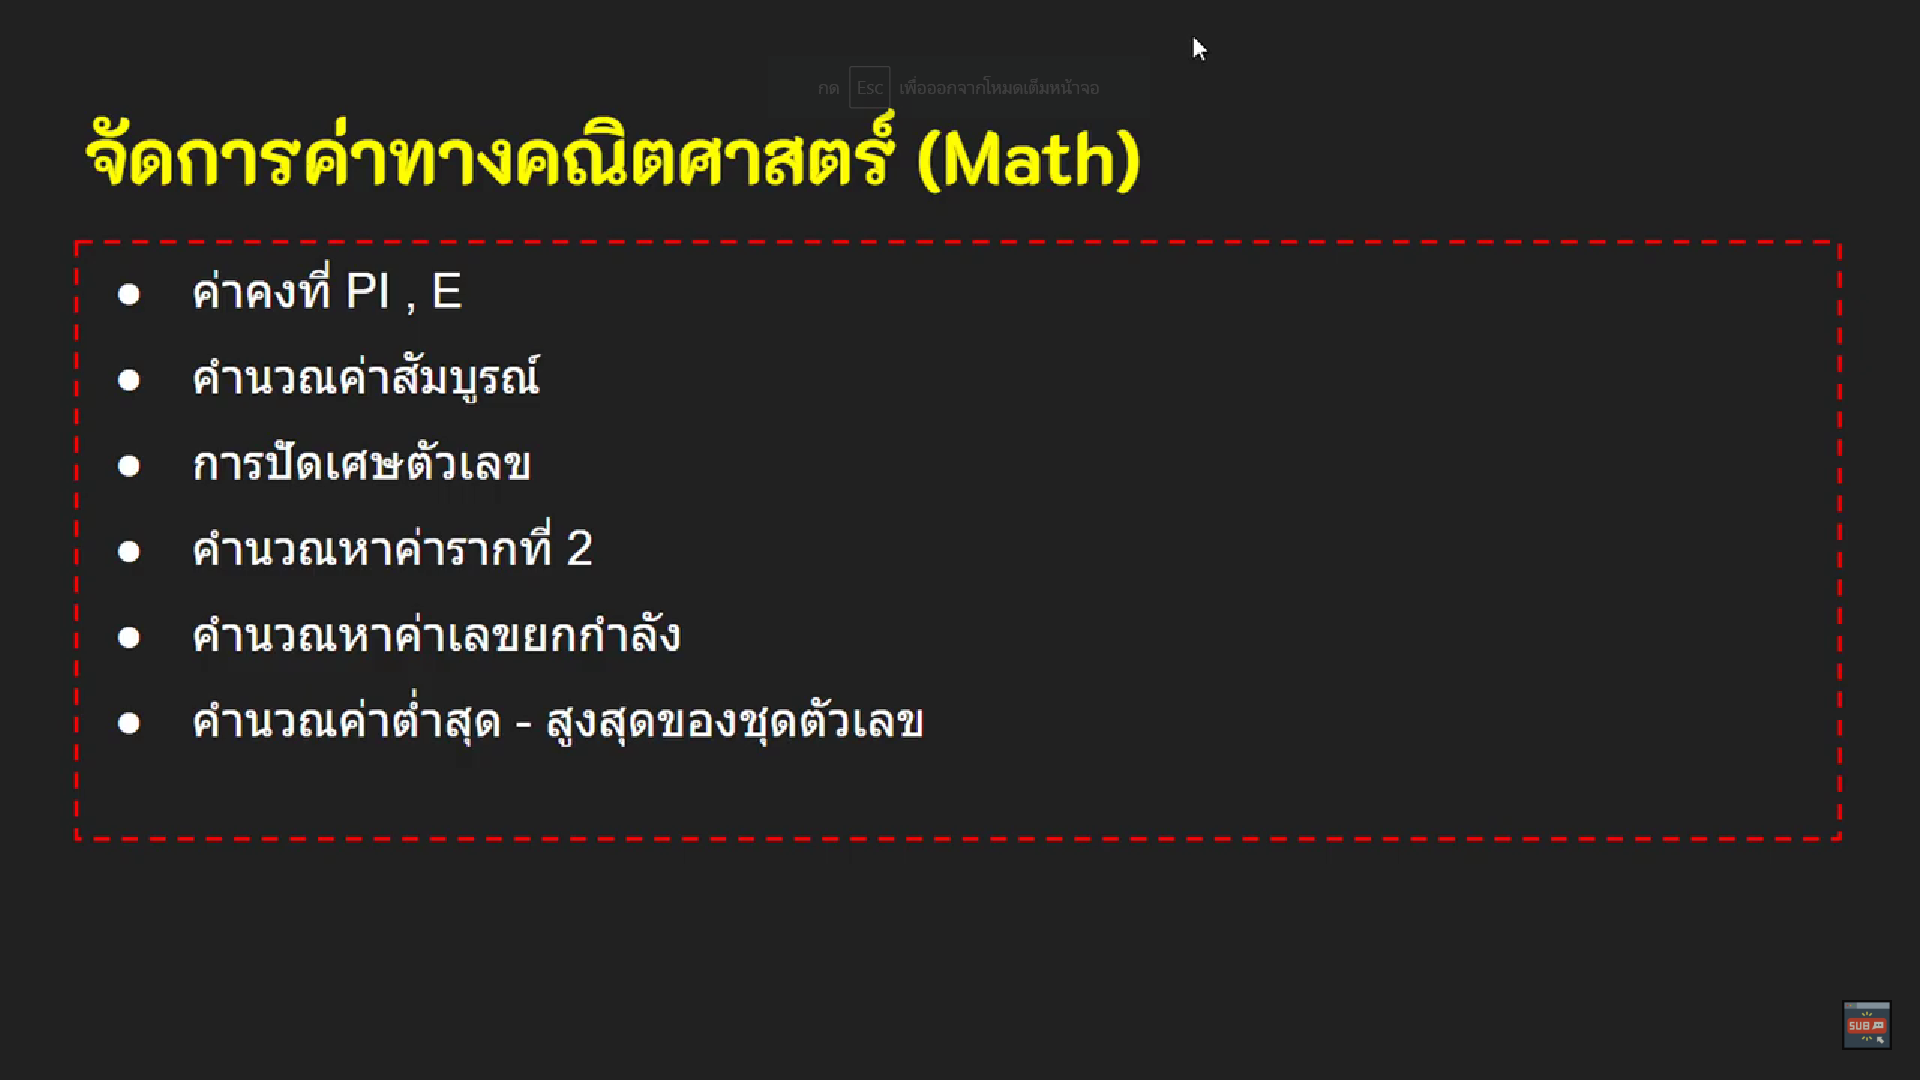 กด Esc เพื่อออกจากโหมดเต็มหน้าจอ
จัดการค่าทางคณิตศาสตร์ (Math)
● ค่าคงที่ PI , E
● คำนวณค่าสัมบูรณ์
● การปัดเศษตัวเลข
● คำนวณหาค่ารากที่ 2
● คำนวณหาค่าเลขยกกำลัง
● คำนวณค่าต่ำสุด - สูงสุดของชุดตัวเลข
SUB